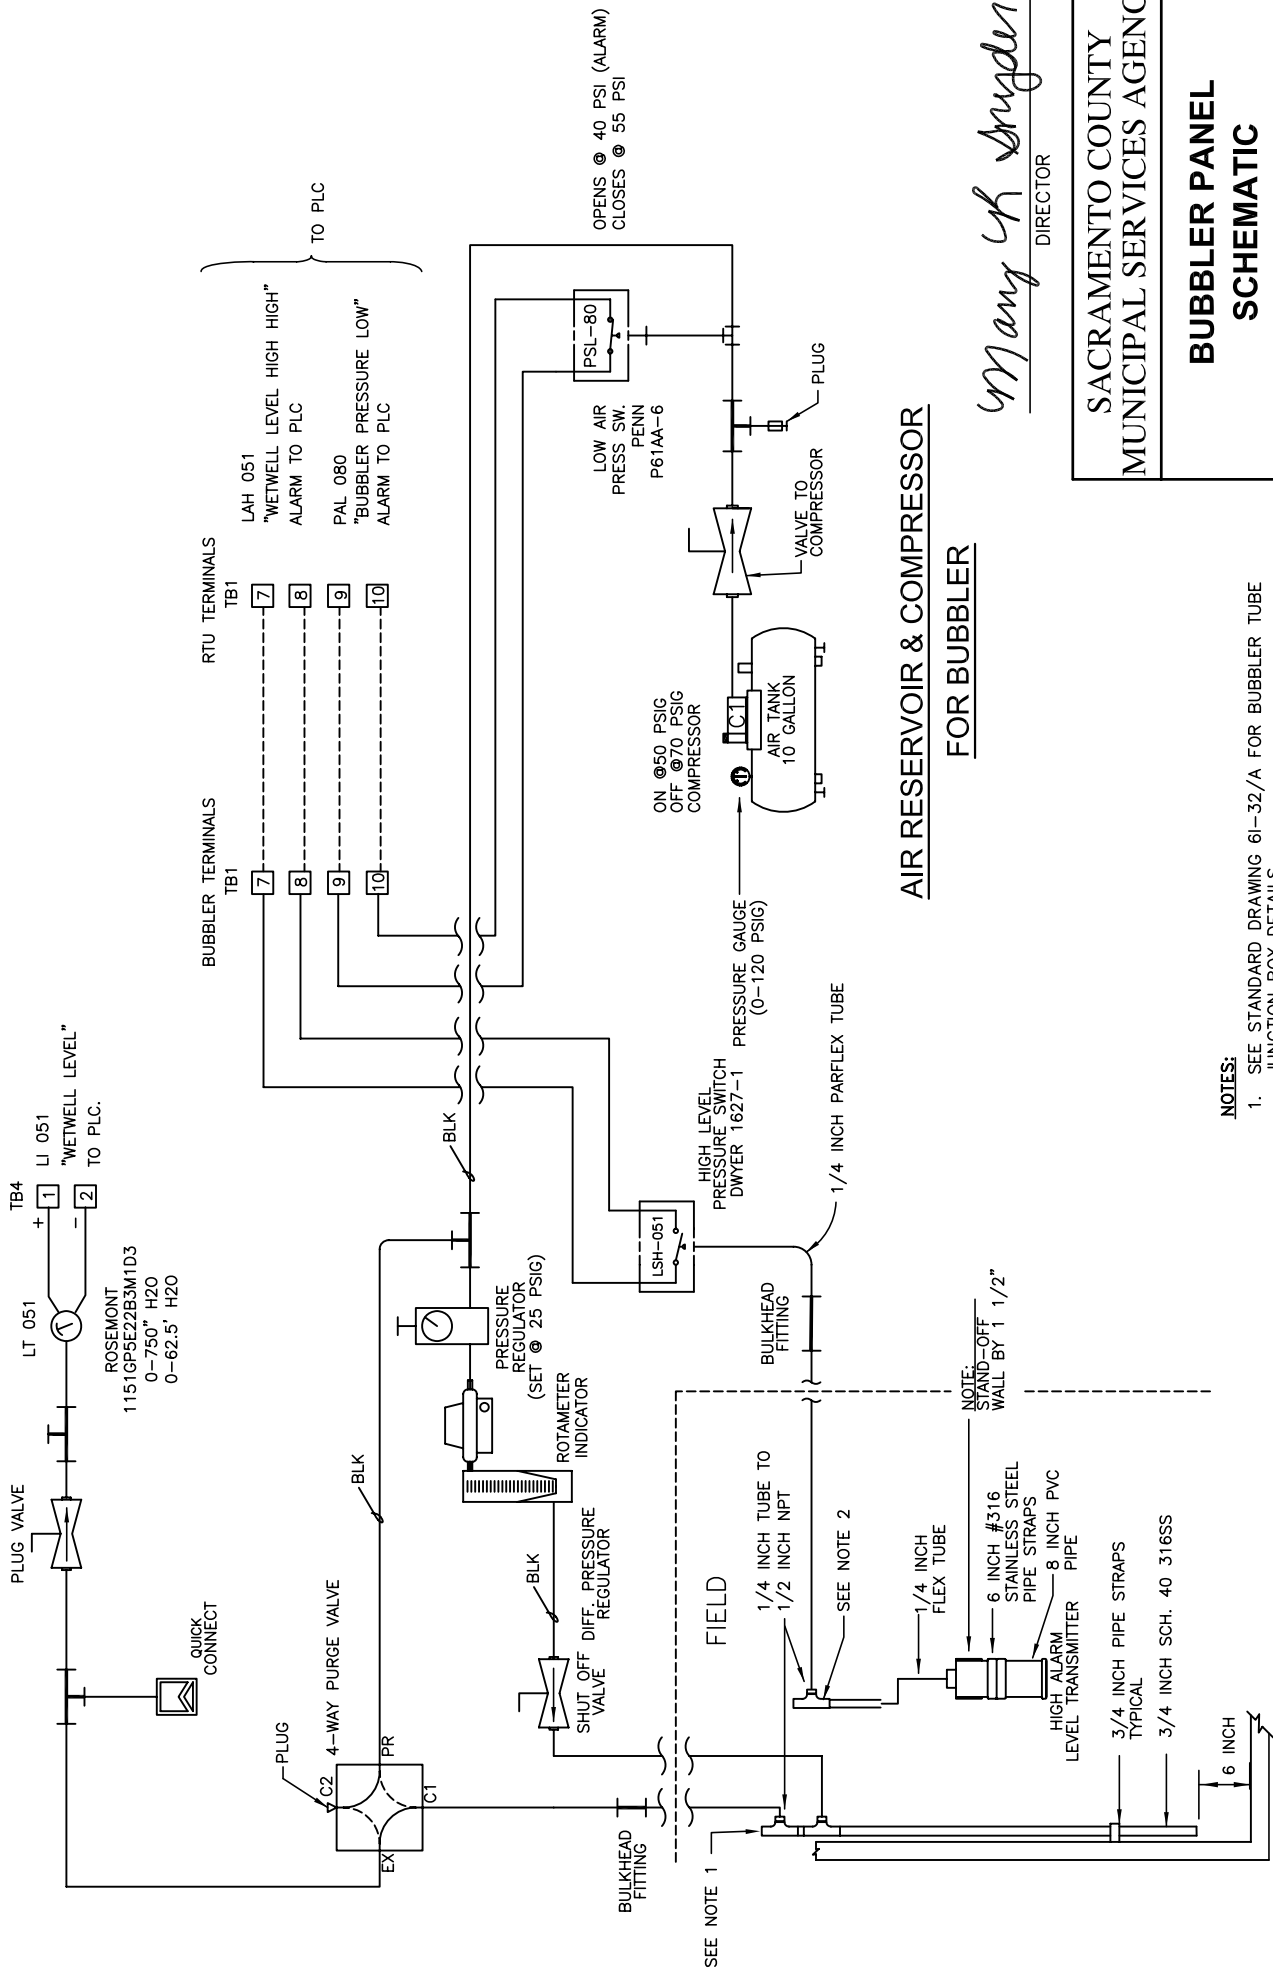 TB4
LT 051
+
1
LI 051
-
2
"WETWELL LEVEL"
TO PLC.
ROSEMONT
1151GP5E22B3M1D3
0-750" H2O
0-62.5' H2O
PLUG VALVE
QUICK
CONNECT
PLUG
C2
4-WAY PURGE VALVE
PR
C1
EX
BLK
BLK
BLK
PRESSURE
REGULATOR
(SET @ 25 PSIG)
ROTAMETER
INDICATOR
DIFF. PRESSURE
REGULATOR
SHUT OFF
VALVE
BULKHEAD
FITTING
BUBBLER TERMINALS
TB1
7
8
9
10
RTU TERMINALS
TB1
7
8
9
10
LAH 051
"WETWELL LEVEL HIGH HIGH"
ALARM TO PLC
PAL 080
"BUBBLER PRESSURE LOW"
ALARM TO PLC
TO PLC
OPENS @ 40 PSI (ALARM)
CLOSES @ 55 PSI
PSL-80
LOW AIR
PRESS SW.
PENN
P61AA-6
PLUG
VALVE TO
COMPRESSOR
ON @50 PSIG
OFF @70 PSIG
COMPRESSOR
C1
AIR TANK
10 GALLON
PRESSURE GAUGE
(0-120 PSIG)
AIR RESERVOIR & COMPRESSOR
FOR BUBBLER
LSH-051
HIGH LEVEL
PRESSURE SWITCH
DWYER 1627-1
1/4 INCH PARFLEX TUBE
BULKHEAD
FITTING
FIELD
1/4 INCH TUBE TO
1/2 INCH NPT
SEE NOTE 2
SEE NOTE 1
1/4 INCH
FLEX TUBE
NOTE:
STAND-OFF
WALL BY 1 1/2"
6 INCH #316
STAINLESS STEEL
PIPE STRAPS
8 INCH PVC
PIPE
HIGH ALARM
LEVEL TRANSMITTER
3/4 INCH PIPE STRAPS
TYPICAL
3/4 INCH SCH. 40 316SS
6 INCH
NOTES:
1. SEE STANDARD DRAWING 6I-32/A FOR BUBBLER TUBE
JUNCTION BOX DETAILS
DIRECTOR
SACRAMENTO COUNTY
MUNICIPAL SERVICES AGENC
BUBBLER PANEL
SCHEMATIC